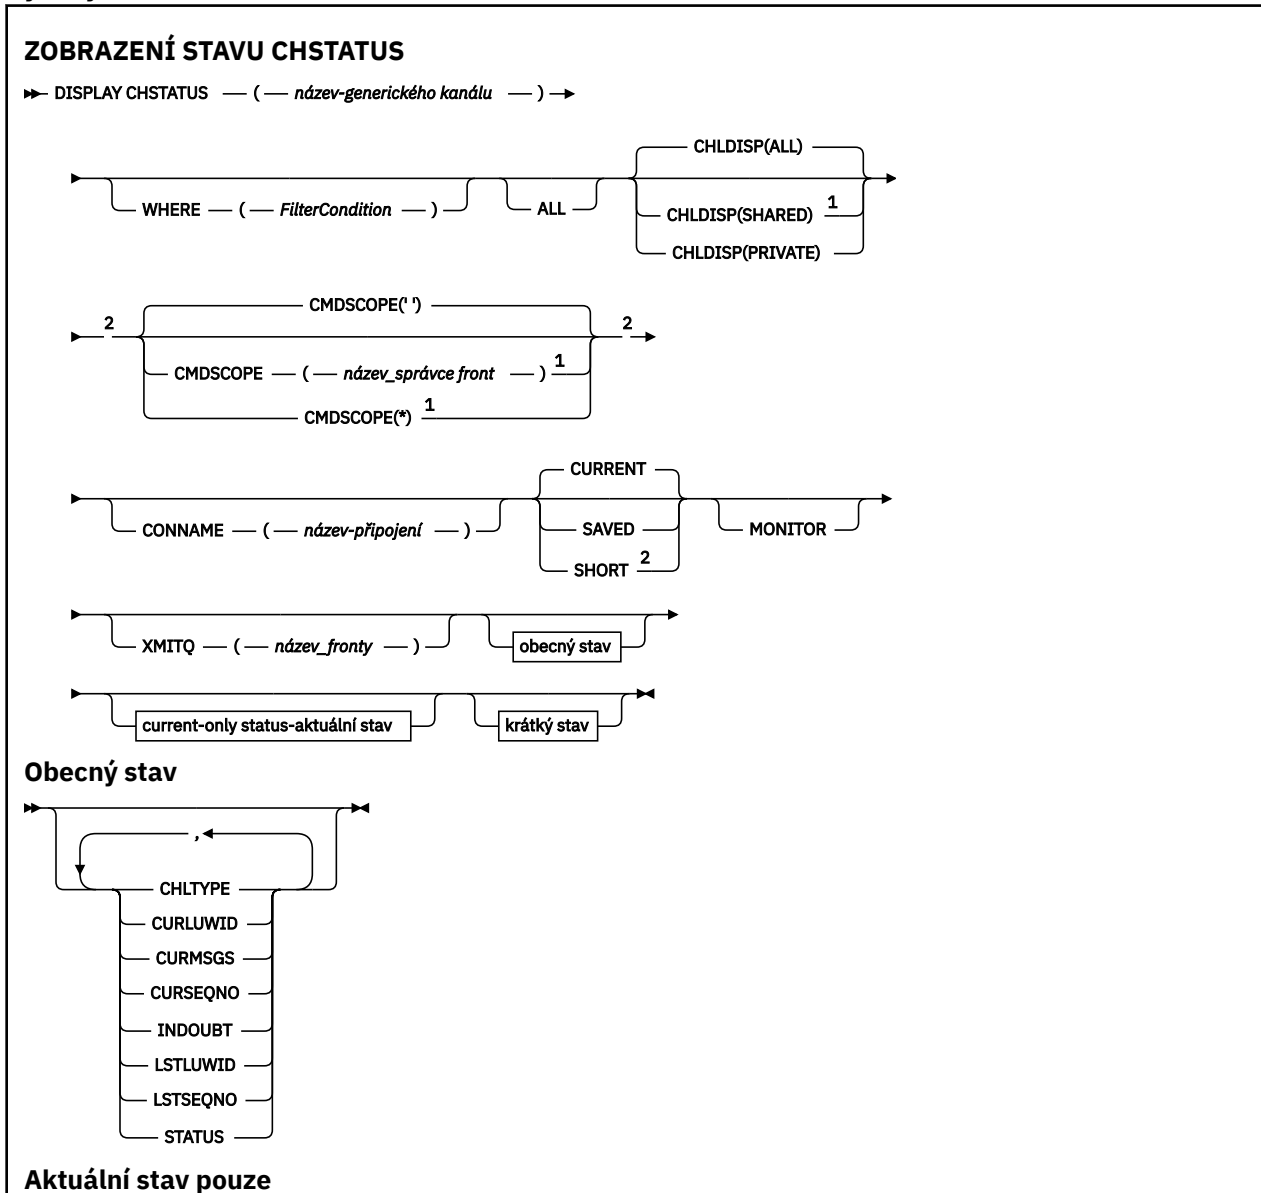 ZOBRAZENÍ STAVU CHSTATUS
DISPLAY CHSTATUS ( název-generického kanálu )
CHLDISP(ALL)
WHERE ( FilterCondition ) ALL CHLDISP(SHARED) 1
CHLDISP(PRIVATE)
CMDSCOPE(' ')
2 2
CMDSCOPE ( název_správce front ) 1
CMDSCOPE(*) 1
CURRENT
CONNAME ( název-připojení ) SAVED MONITOR
SHORT 2
XMITQ ( název_fronty ) obecný stav
current-only status-aktuální stav krátký stav
Obecný stav
,
CHLTYPE
CURLUWID
CURMSGS
CURSEQNO
INDOUBT
LSTLUWID
LSTSEQNO
STATUS
Aktuální stav pouze